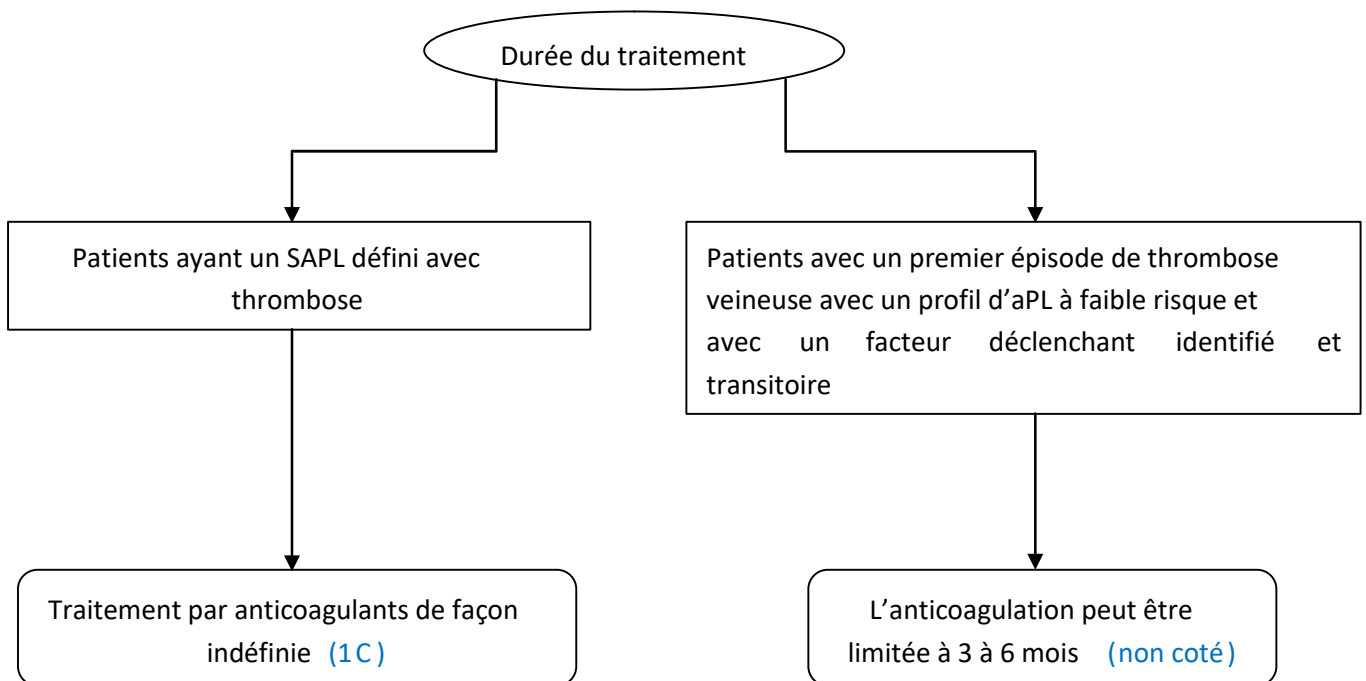 Durée du traitement
Patients ayant un SAPL défini avec
thrombose
Patients avec un premier épisode de thrombose
veineuse avec un profil d’aPL à faible risque et
avec un facteur déclenchant identifié et
transitoire
Traitement par anticoagulants de façon
indéfinie (1C)
L’anticoagulation peut être
limitée à 3 à 6 mois (non coté)